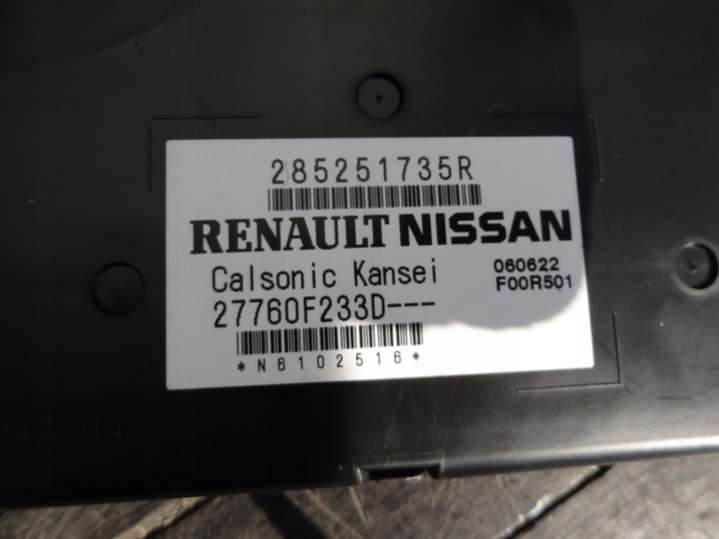 285251735R
RENAULT NISSAN
Calsonic Kansei 060622
27760F233D--- F00R501
*N6102516*